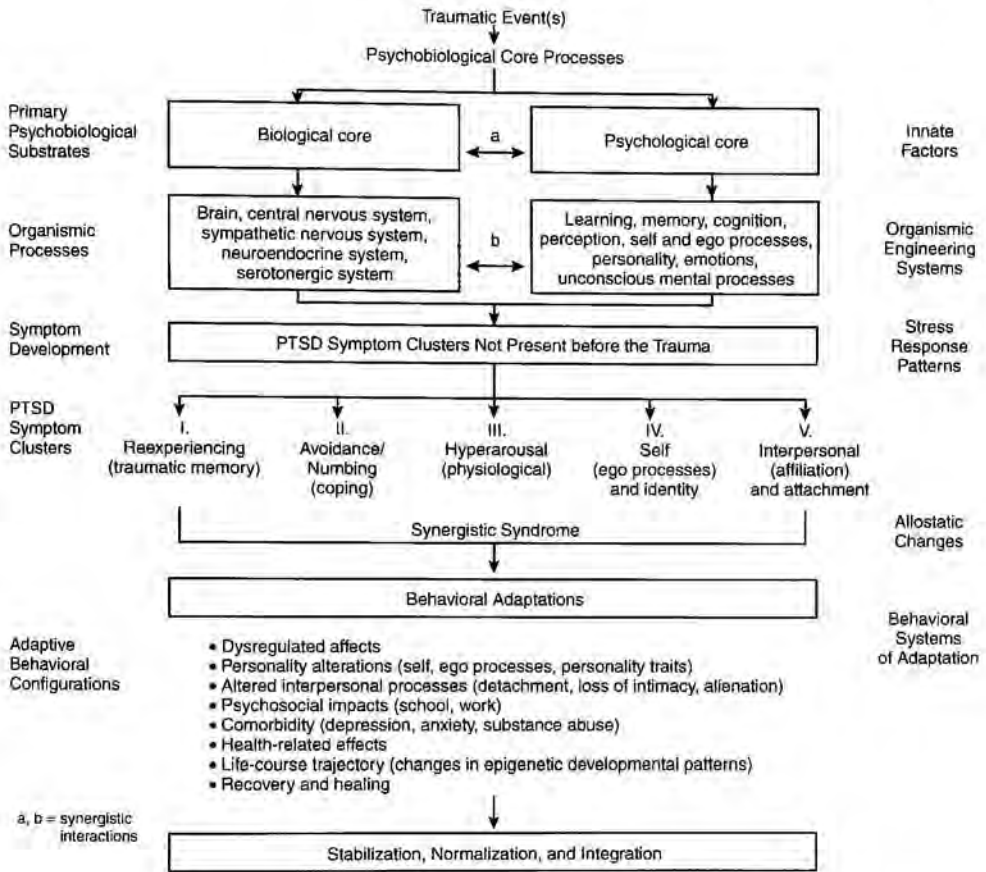 Traumatic Event(s)
Psychobiological Core Processes
Primary
Psychobiological
Substrates
Biological core
a
Psychological core
Innate
Factors
Organismic
Processes
Brain, central nervous system,
sympathetic nervous system,
neuroendocrine system,
serotonergic system
b
Learning, memory, cognition,
perception, self and ego processes,
personality, emotions,
unconscious mental processes
Organismic
Engineering
Systems
Symptom
Development
PTSD Symptom Clusters Not Present before the Trauma
Stress
Response
Patterns
PTSD
Symptom
Clusters
I.
Reexperiencing
(traumatic memory)
II.
Avoidance/
Numbing
(coping)
III.
Hyperarousal
(physiological)
IV.
Self
(ego processes)
and identity
V.
Interpersonal
(affiliation)
and attachment
Synergistic Syndrome
Allostatic
Changes
Behavioral Adaptations
Adaptive
Behavioral
Configurations
• Dysregulated affects
• Personality alterations (self, ego processes, personality traits)
• Altered interpersonal processes (detachment, loss of intimacy, alienation)
• Psychosocial impacts (school, work)
• Comorbidity (depression, anxiety, substance abuse)
• Health-related effects
• Life-course trajectory (changes in epigenetic developmental patterns)
• Recovery and healing
Behavioral
Systems
of Adaptation
a, b = synergistic
interactions
Stabilization, Normalization, and Integration